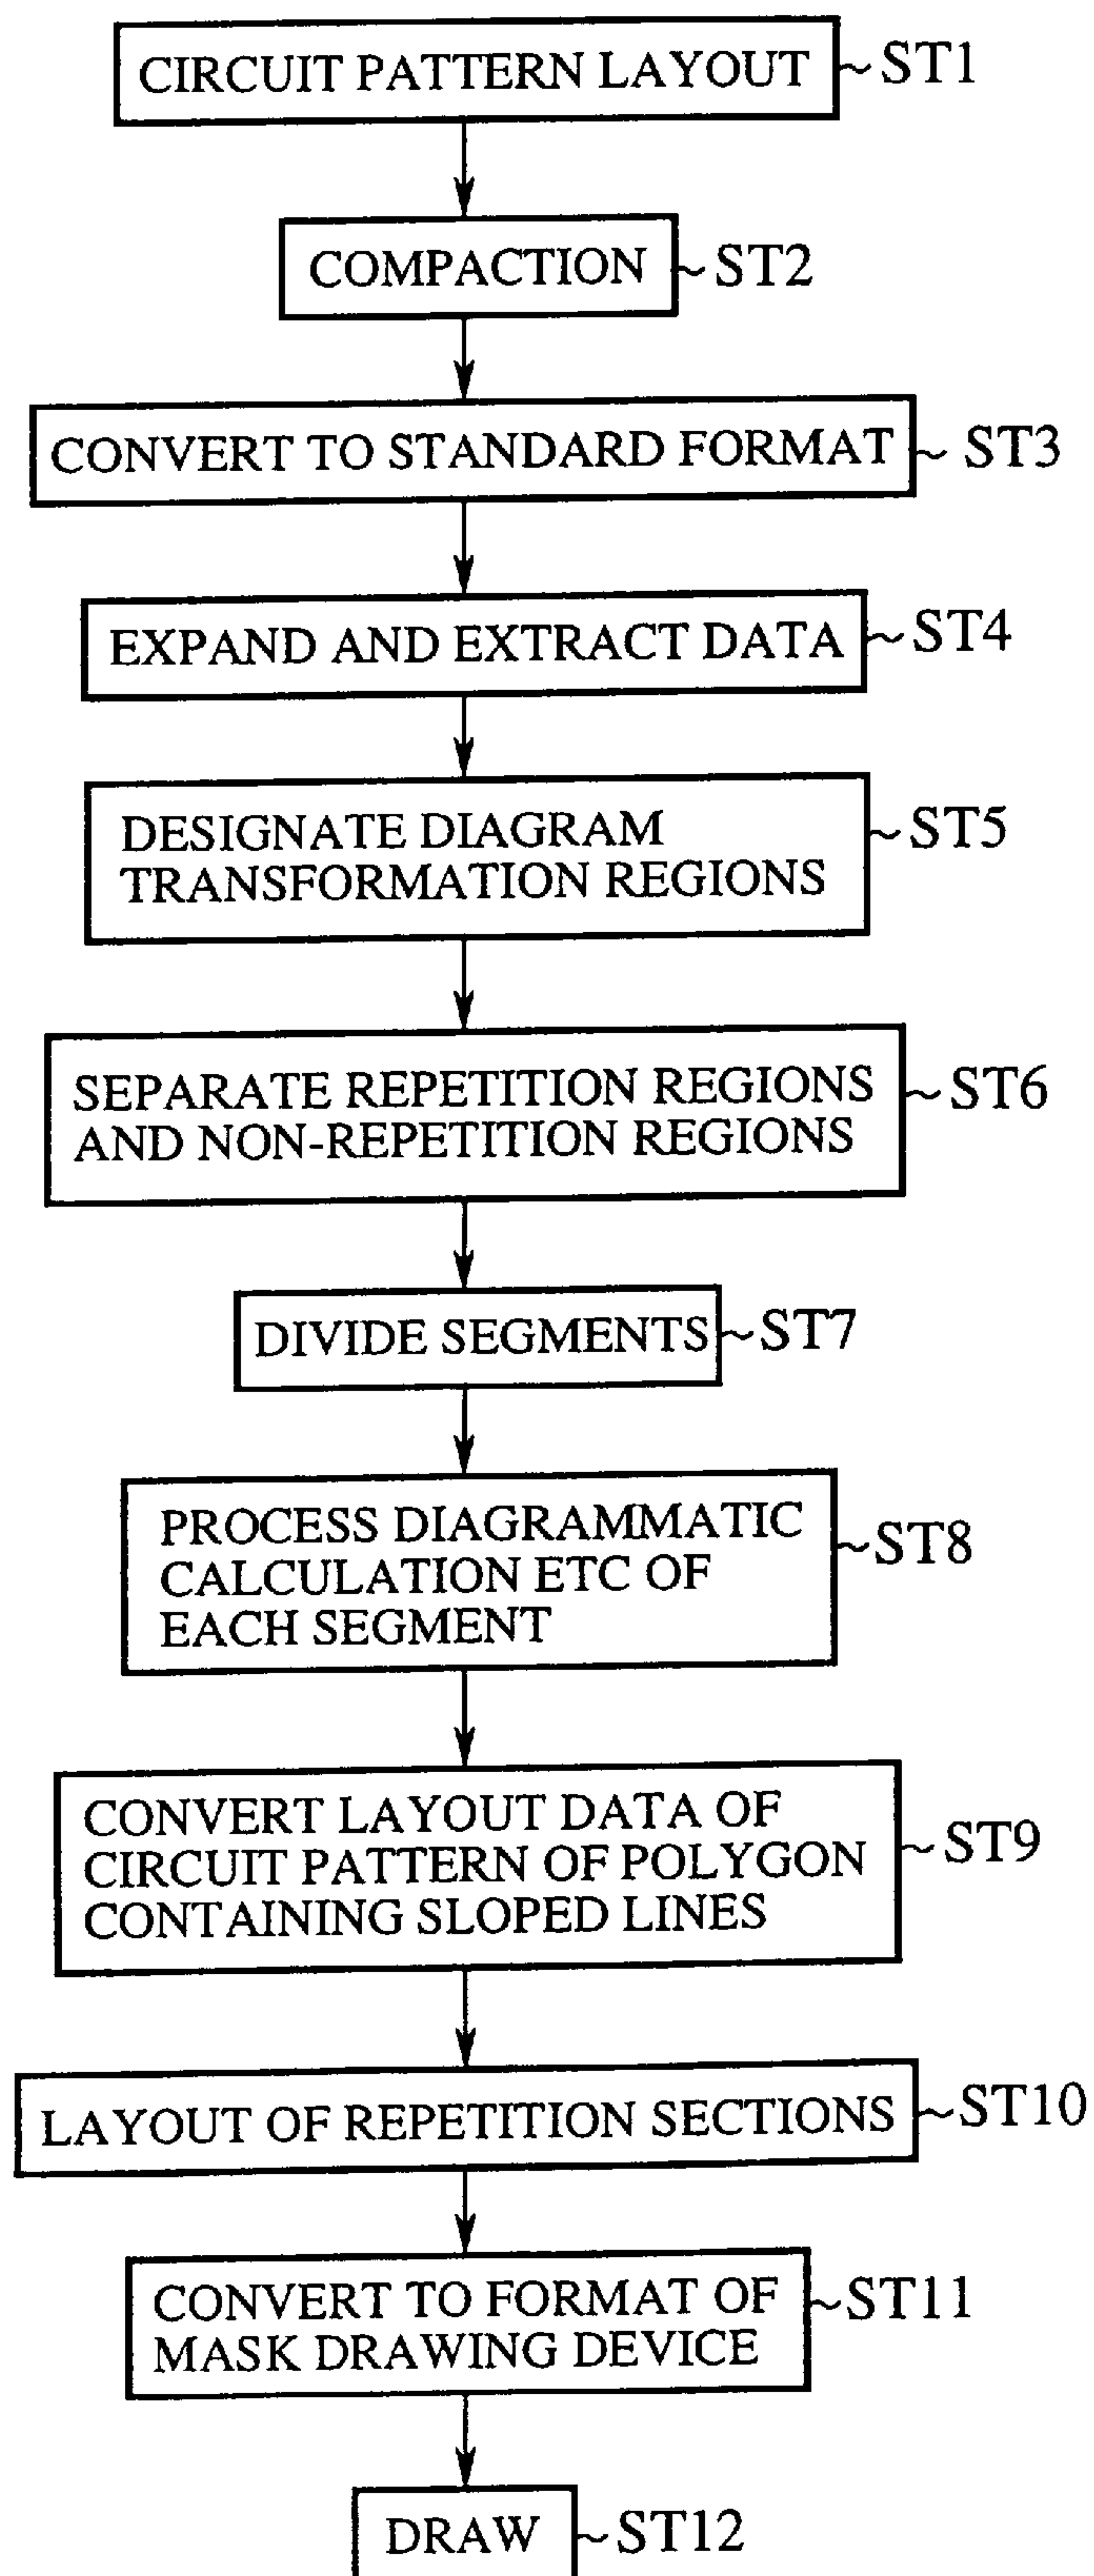 CIRCUIT PATTERN LAYOUT ST1
COMPACTION ST2
CONVERT TO STANDARD FORMAT ST3
EXPAND AND EXTRACT DATA ST4
DESIGNATE DIAGRAM ST5
TRANSFORMATION REGIONS
SEPARATE REPETITION REGIONS ST6
AND NON-REPETITION REGIONS
DIVIDE SEGMENTS ST7
PROCESS DIAGRAMMATIC ST8
CALCULATION ETC OF
EACH SEGMENT
CONVERT LAYOUT DATA OF
CIRCUIT PATTERN OF POLYGON ST9
CONTAINING SLOPED LINES
LAYOUT OF REPETITION SECTIONS ST10
CONVERT TO FORMAT OF ST11
MASK DRAWING DEVICE
DRAW ST12